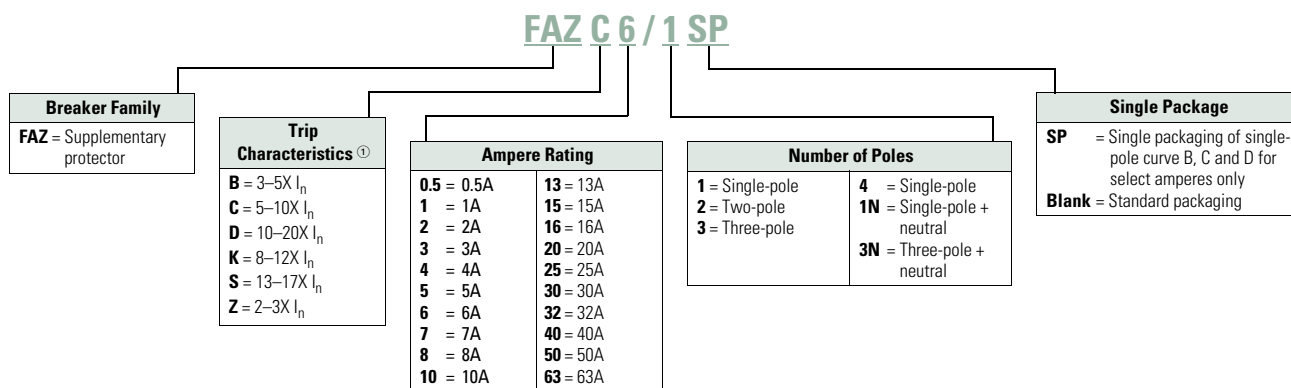 FAZ C 6 / 1 SP
Breaker Family
FAZ = Supplementary
protector
Trip
Characteristics ①
B = 3–5X In
C = 5–10X In
D = 10–20X In
K = 8–12X In
S = 13–17X In
Z = 2–3X In
Ampere Rating
0.5 = 0.5A
1 = 1A
2 = 2A
3 = 3A
4 = 4A
5 = 5A
6 = 6A
7 = 7A
8 = 8A
10 = 10A
13 = 13A
15 = 15A
16 = 16A
20 = 20A
25 = 25A
30 = 30A
32 = 32A
40 = 40A
50 = 50A
63 = 63A
Number of Poles
1 = Single-pole
2 = Two-pole
3 = Three-pole
4 = Single-pole
1N = Single-pole +
neutral
3N = Three-pole +
neutral
Single Package
SP = Single packaging of single-
pole curve B, C and D for
select amperes only
Blank = Standard packaging